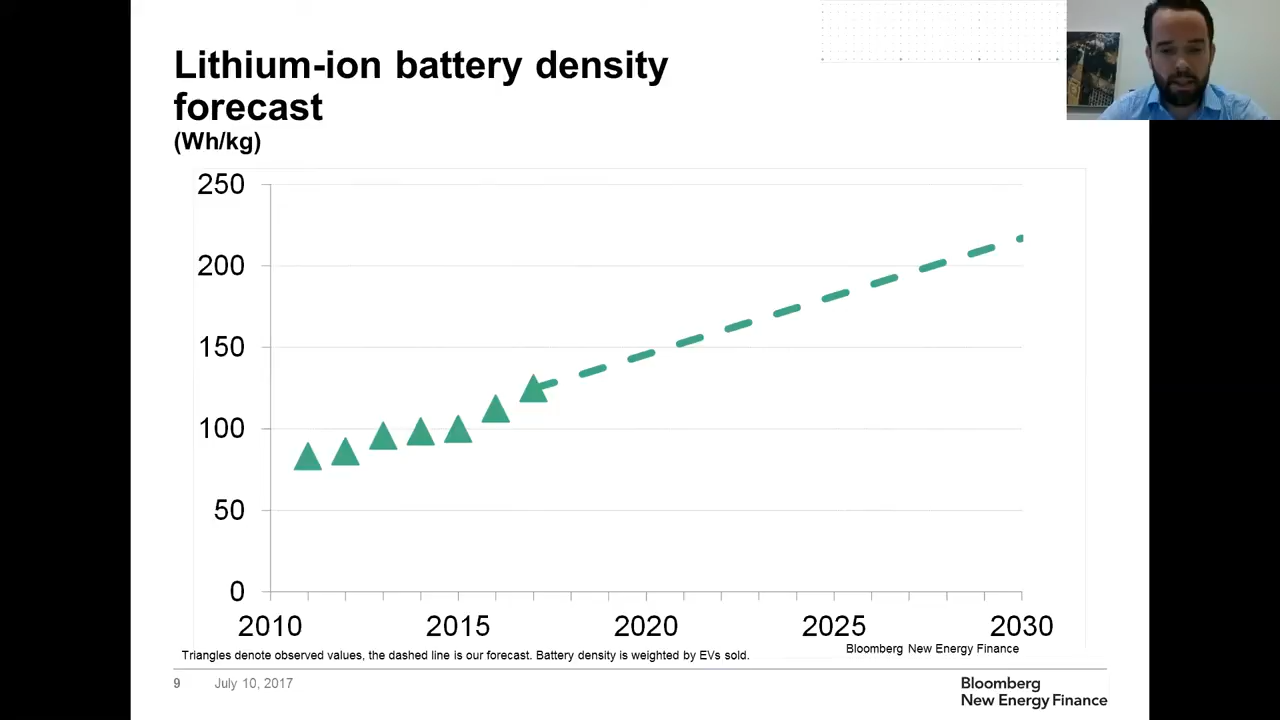 Lithium-ion battery density
forecast
(Wh/kg)
250
200
150
100
50
0
2010 2015 2020 2025 2030
Bloomberg New Energy Finance
Triangles denote observed values, the dashed line is our forecast. Battery density is weighted by EVs sold.
9 July 10, 2017
Bloomberg
New Energy Finance